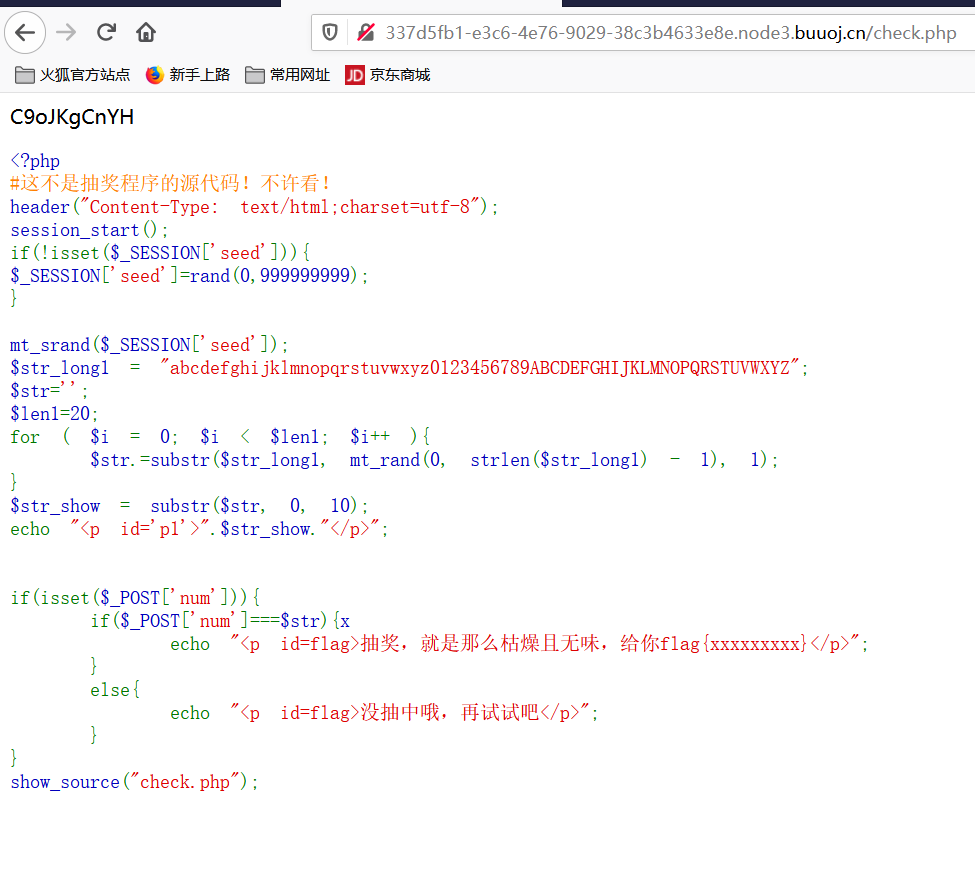 337d5fb1-e3c6-4e76-9029-38c3b4633e8e.node3.buuoj.cn/check.php
火狐官方站点 新手上路 常用网址 JD 京东商城
C9oJKgCnYH
<?php
#这不是抽奖程序的源代码！不许看！
header("Content-Type: text/html;charset=utf-8");
session_start();
if(!isset($_SESSION['seed'])){
$_SESSION['seed']=rand(0,999999999);
}
mt_srand($_SESSION['seed']);
$str_long1 = "abcdefghijklmnopqrstuvwxyz0123456789ABCDEFGHIJKLMNOPQRSTUVWXYZ";
$str='';
$len1=20;
for ( $i = 0; $i < $len1; $i++ ){
$str.=substr($str_long1, mt_rand(0, strlen($str_long1) - 1), 1);
}
$str_show = substr($str, 0, 10);
echo "<p id='p1'>".$str_show."</p>";
if(isset($_POST['num'])){
if($_POST['num']===$str){x
echo "<p id=flag>抽奖，就是那么枯燥且无味，给你flag{xxxxxxxxx}</p>";
}
else{
echo "<p id=flag>没抽中哦，再试试吧</p>";
}
}
show_source("check.php");